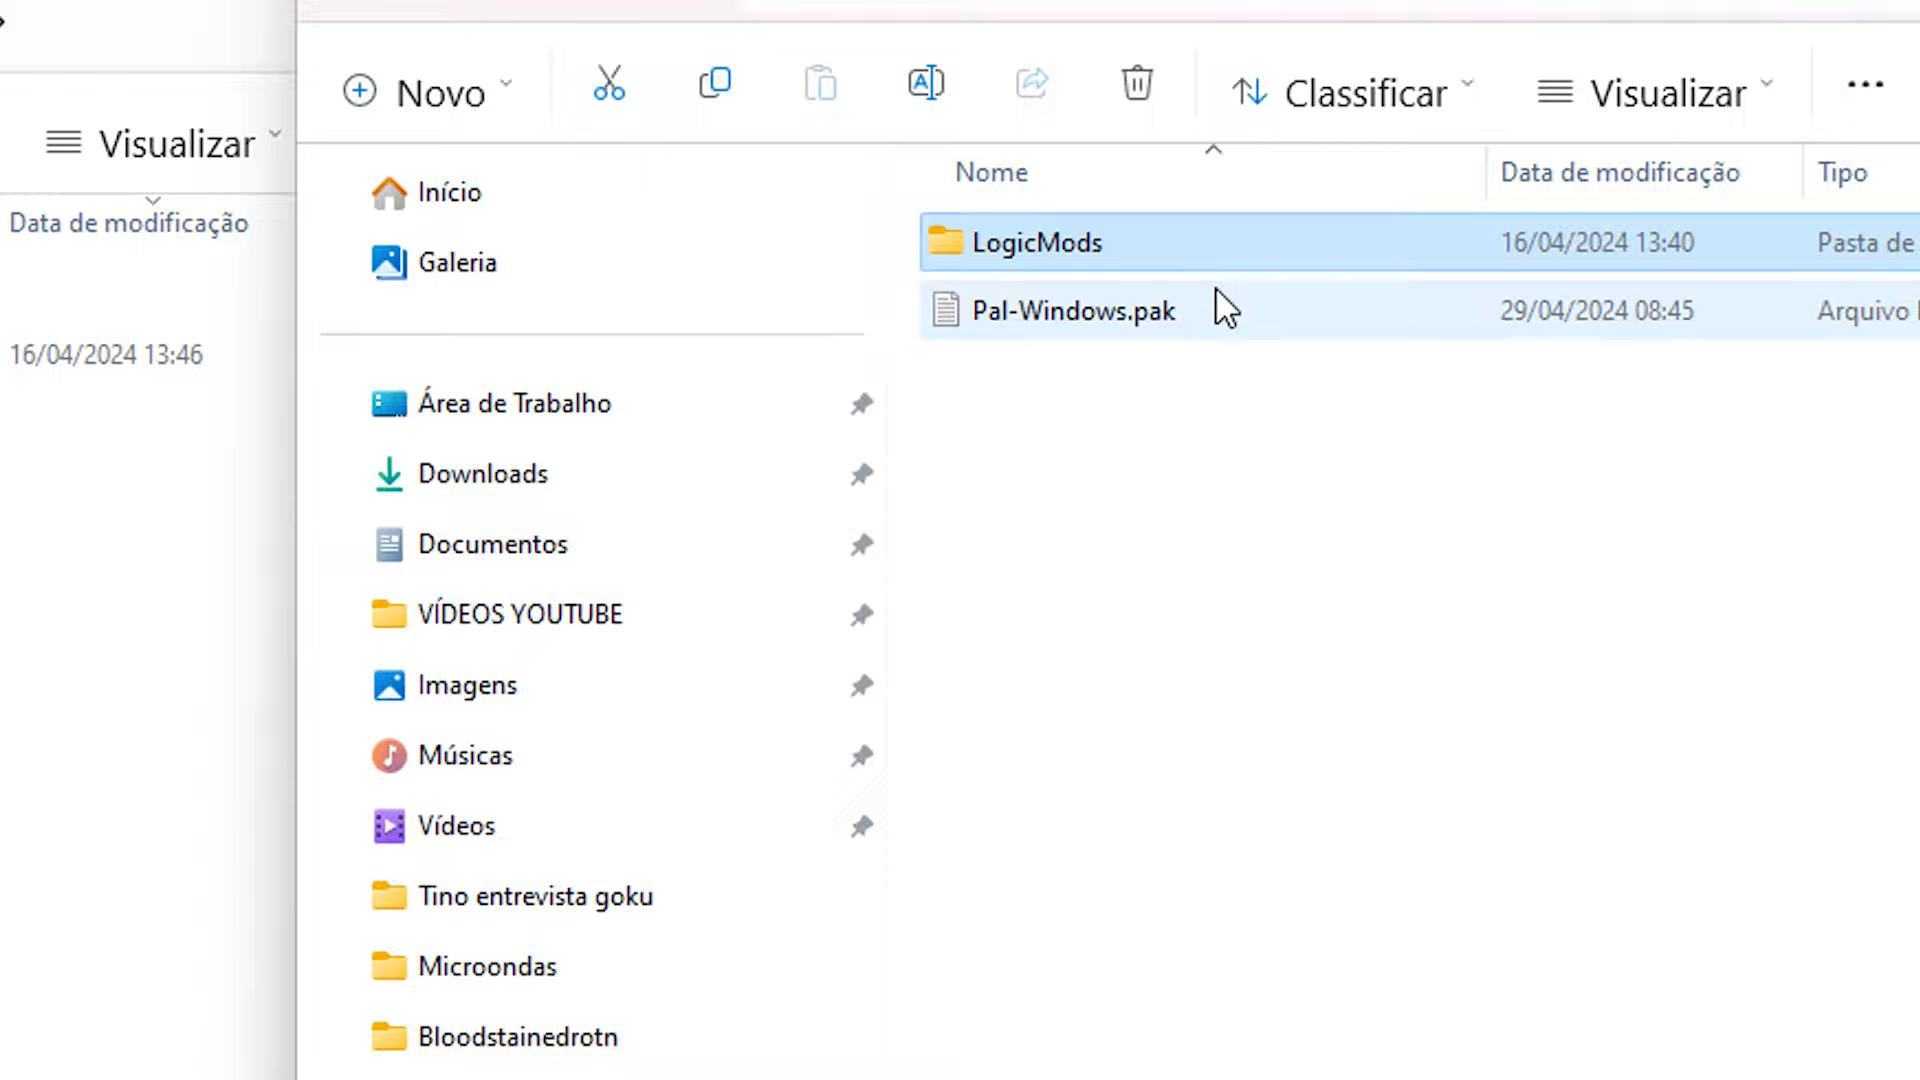 Visualizar
Data de modificação
16/04/2024 13:46
Novo
Classificar
Visualizar
Início
Galeria
Área de Trabalho
Downloads
Documentos
VÍDEOS YOUTUBE
Imagens
Músicas
Vídeos
Tino entrevista goku
Microondas
Bloodstainedrotn
Nome Data de modificação Tipo
LogicMods 16/04/2024 13:40 Pasta de
Pal-Windows.pak 29/04/2024 08:45 Arquivo